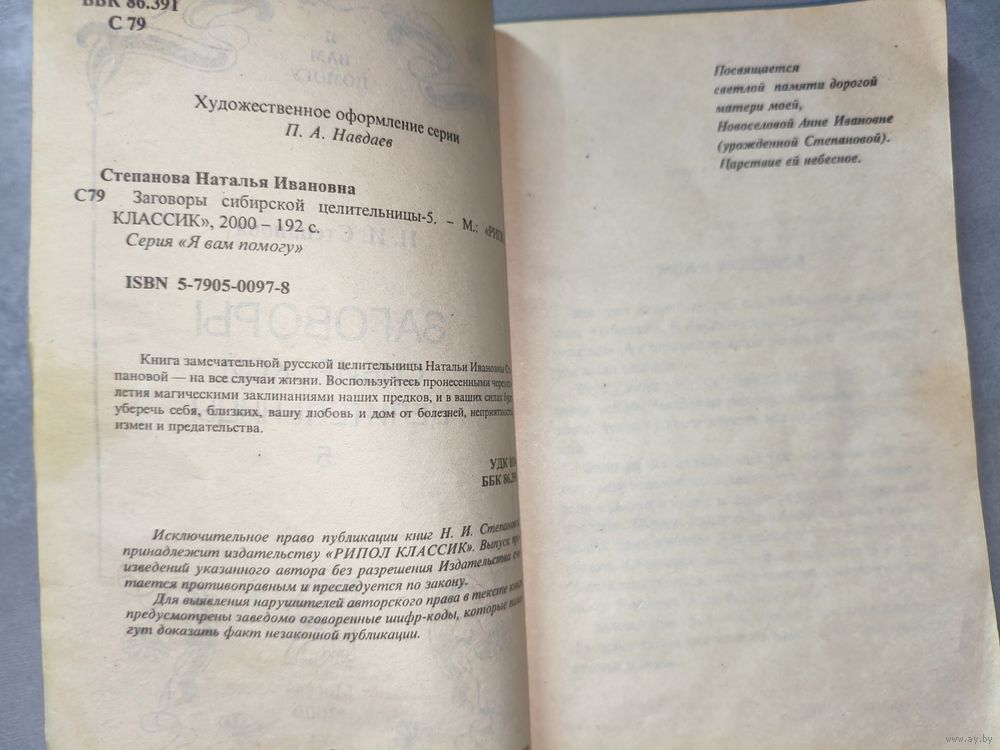 ББК 86.391
С 79
Художественное оформление серии
П. А. Навдаев
Степанова Наталья Ивановна
С79 Заговоры сибирской целительницы-5. – М.: «РИПОЛ
КЛАССИК», 2000 – 192 с.
Серия «Я вам помогу»
ISBN 5-7905-0097-8
Книга замечательной русской целительницы Натальи Ивановны Сте-
пановой — на все случаи жизни. Воспользуйтесь пронесенными через
летия магическими заклинаниями наших предков, и в ваших силах
уберечь себя, близких, вашу любовь и дом от болезней, неприятностей
измен и предательства.
УДК
ББК 86.391
Исключительное право публикации книг Н. И. Степановой
принадлежит издательству «РИПОЛ КЛАССИК». Выпуск про-
изведений указанного автора без разрешения Издательства счи-
тается противоправным и преследуется по закону.
Для выявления нарушителей авторского права в тексте книги
предусмотрены заведомо оговоренные шифр-коды, которые
гут доказать факт незаконной публикации.
Посвящается
светлой памяти дорогой
матери моей,
Новоселовой Анне Ивановне
(урожденной Степановой).
Царствие ей небесное.
www.ay.by